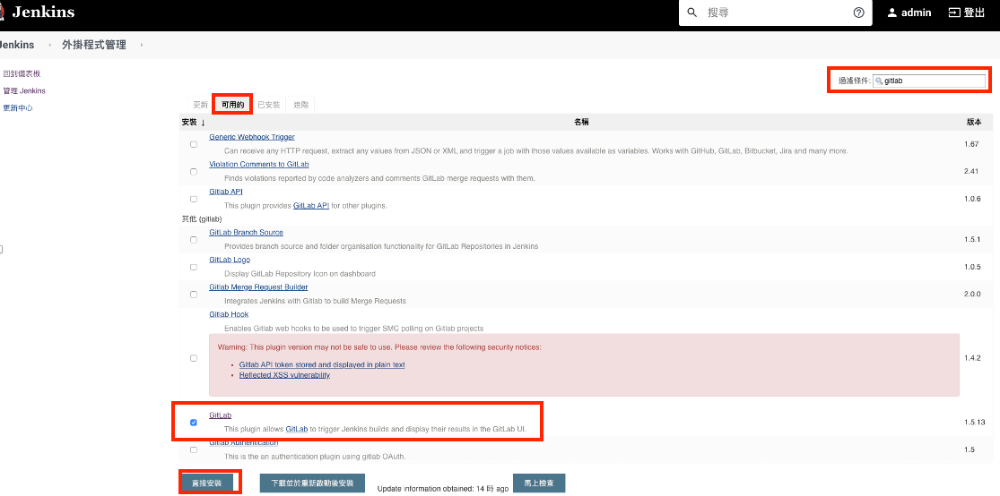 Jenkins
搜尋
admin
登出
Jenkins
外掛程式管理
回到儀表板
管理 Jenkins
更新中心
過濾條件:
gitlab
更新
可用的
已安裝
進階
安裝 ↓
名稱
版本
Generic Webhook Trigger
Can receive any HTTP request, extract any values from JSON or XML and trigger a job with those values available as variables. Works with GitHub, GitLab, Bitbucket, Jira and many more.
1.67
Violation Comments to GitLab
Finds violations reported by code analyzers and comments GitLab merge requests with them.
2.41
Gitlab API
This plugin provides GitLab API for other plugins.
1.0.6
其他 (gitlab)
GitLab Branch Source
Provides branch source and folder organisation functionality for GitLab Repositories in Jenkins
1.5.1
GitLab Logo
Display GitLab Repository Icon on dashboard
1.0.5
Gitlab Merge Request Builder
Integrates Jenkins with Gitlab to build Merge Requests
2.0.0
Gitlab Hook
Enables Gitlab web hooks to be used to trigger SMC polling on Gitlab projects
Warning: This plugin version may not be safe to use. Please review the following security notices:
• Gitlab API token stored and displayed in plain text
• Reflected XSS vulnerability
1.4.2
GitLab
This plugin allows GitLab to trigger Jenkins builds and display their results in the GitLab UI.
1.5.13
Gitlab Authentication
This is the an authentication plugin using gitlab OAuth.
1.5
直接安裝
下載並於重新啟動後安裝
Update information obtained: 14 時 ago
馬上檢查